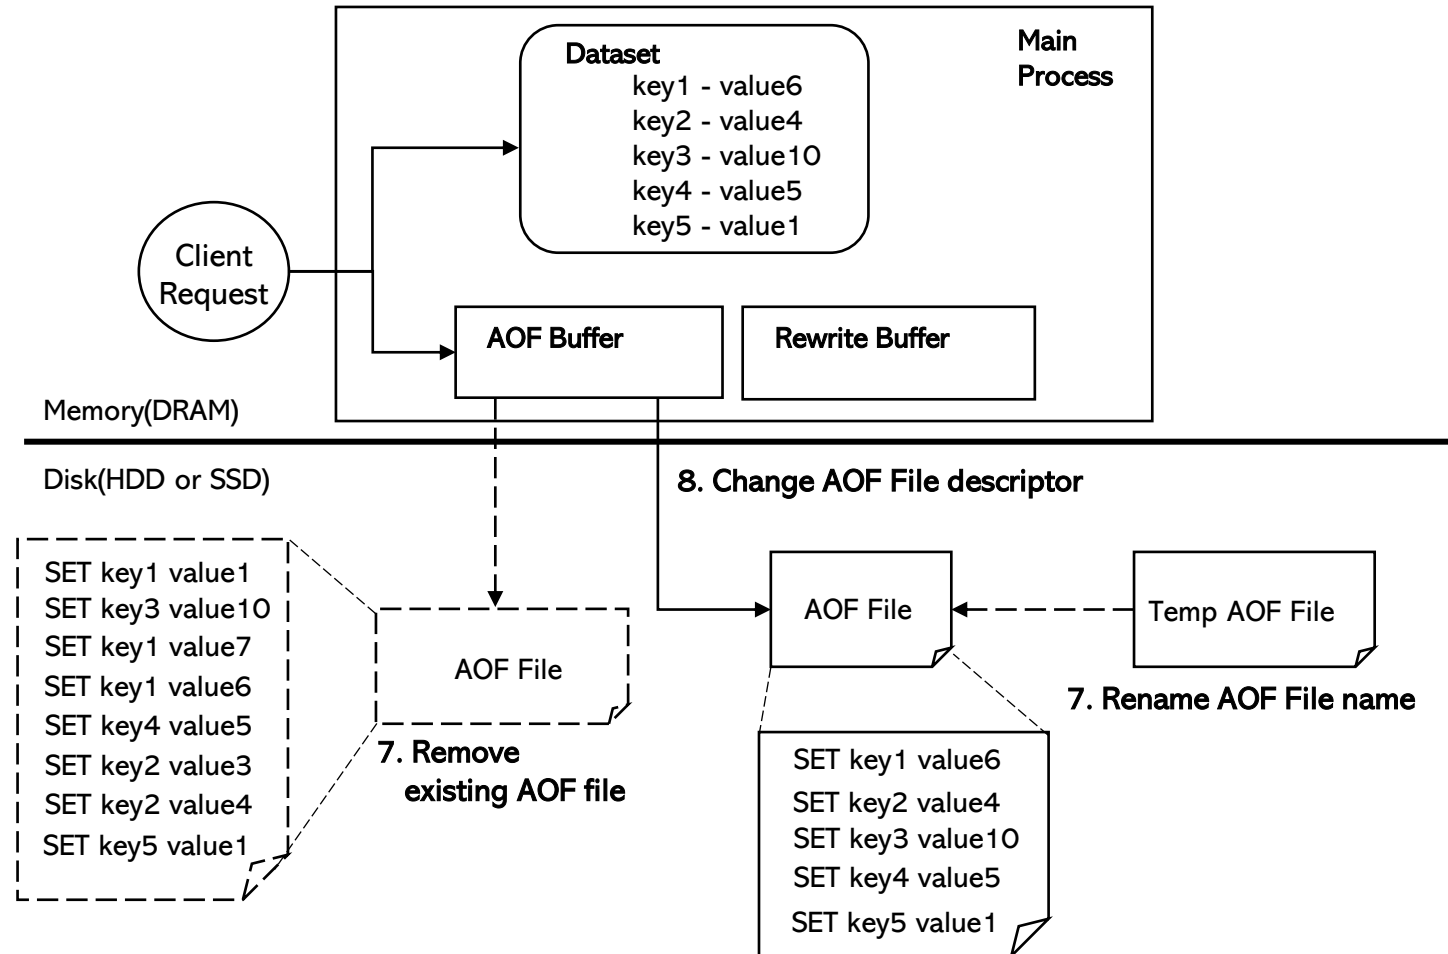 Main
Process
Dataset
key1 - value6
key2 - value4
key3 - value10
key4 - value5
key5 - value1
Client
Request
AOF Buffer
Rewrite Buffer
Memory(DRAM)
Disk(HDD or SSD)
8. Change AOF File descriptor
SET key1 value1
SET key3 value10
SET key1 value7
SET key1 value6
SET key4 value5
SET key2 value3
SET key2 value4
SET key5 value1
AOF File
7. Remove
existing AOF file
AOF File
Temp AOF File
7. Rename AOF File name
SET key1 value6
SET key2 value4
SET key3 value10
SET key4 value5
SET key5 value1